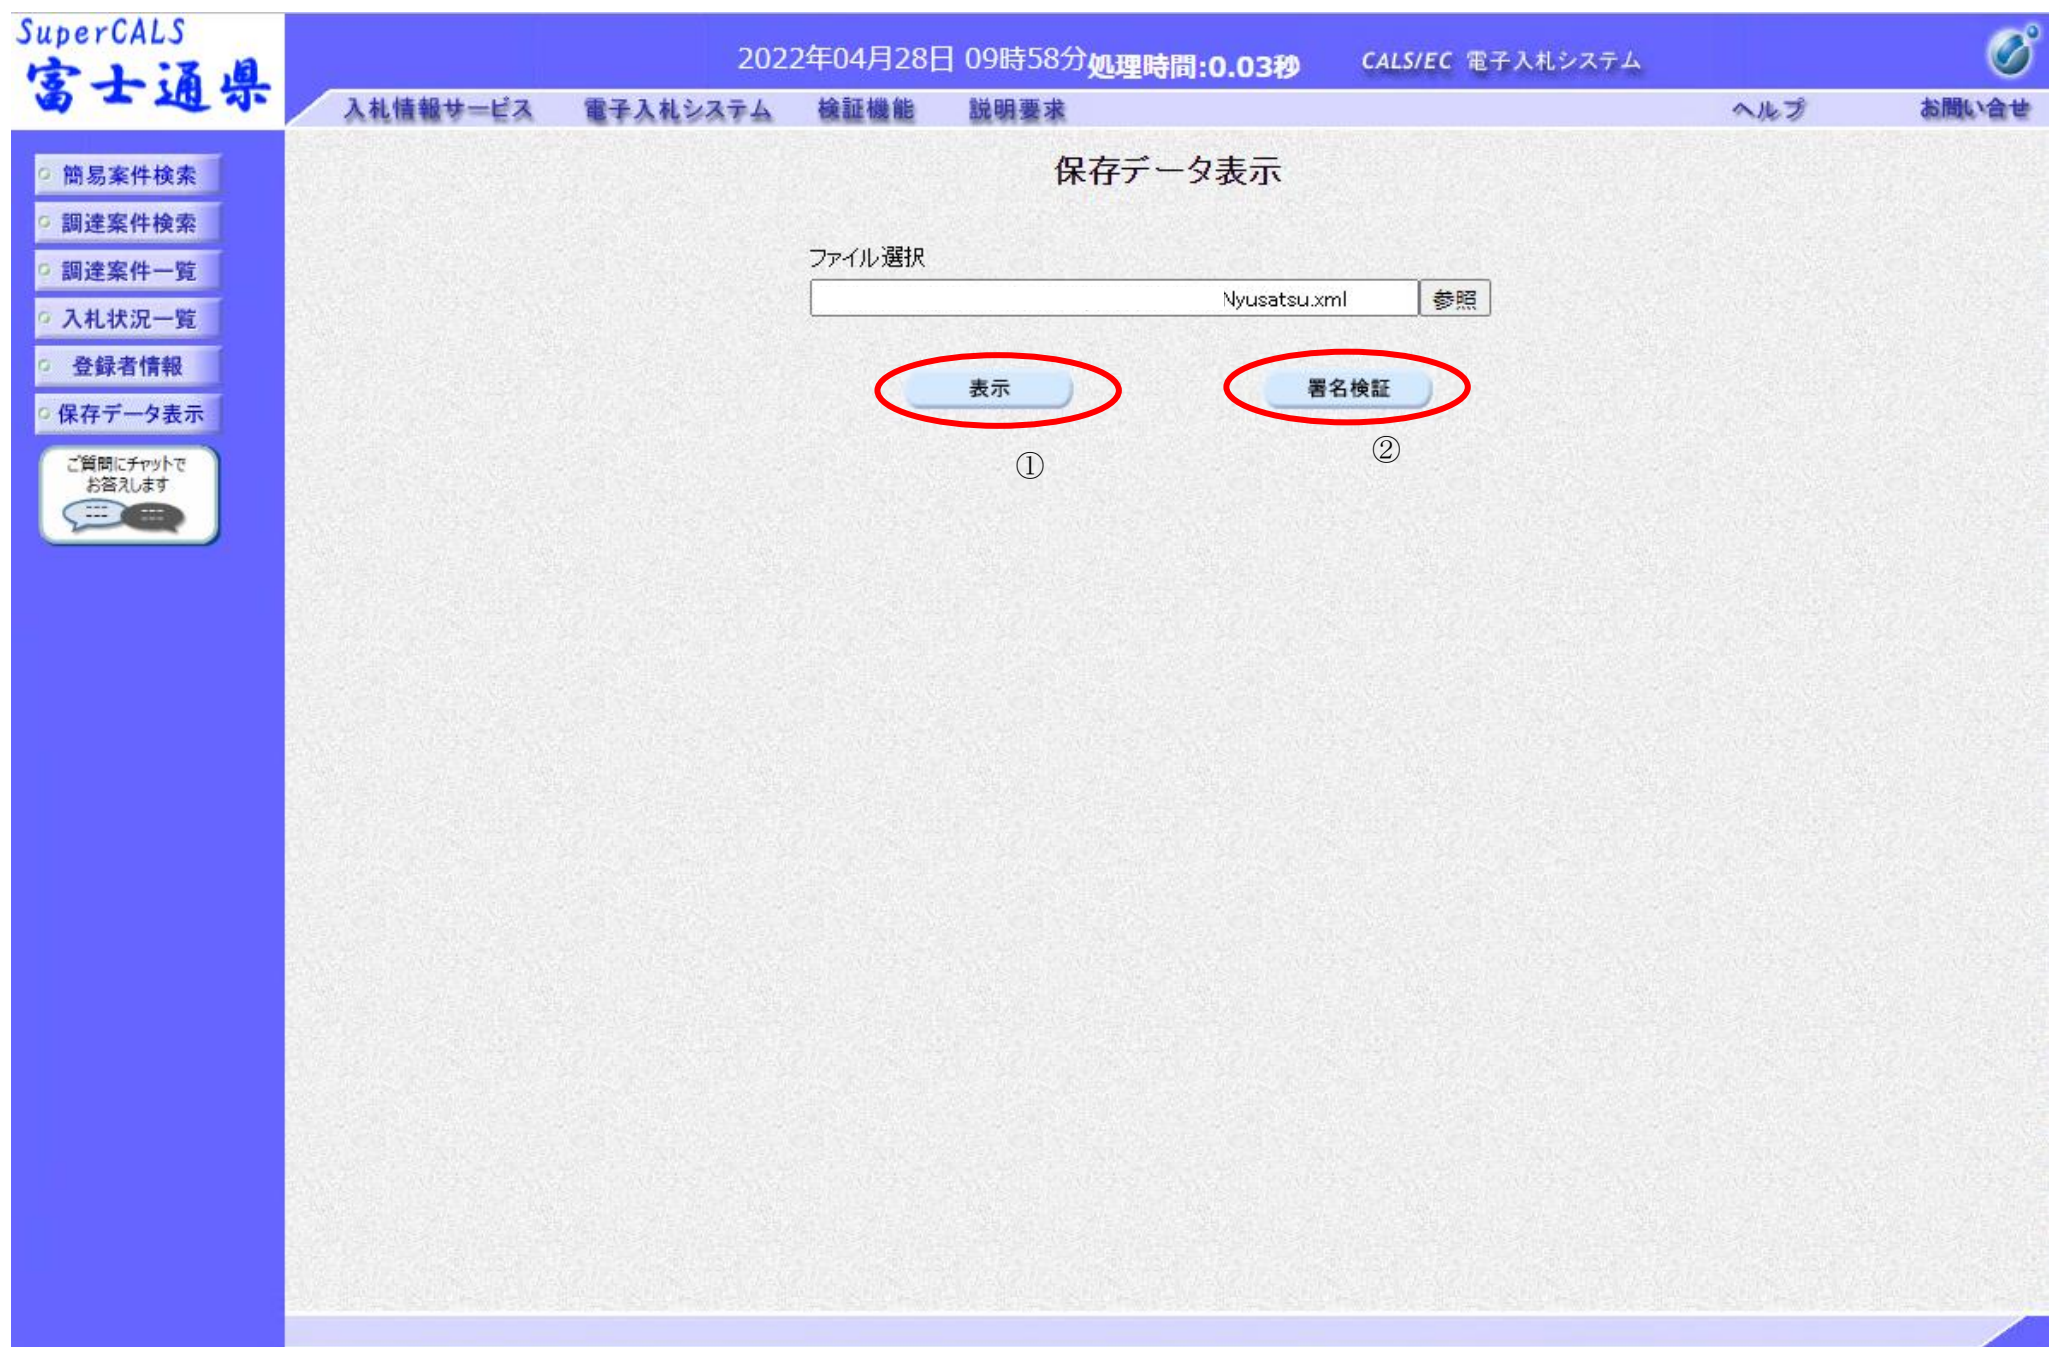 SuperCALS
富士通県
2022年04月28日 09時58分処理時間:0.03秒
CALS/EC 電子入札システム
入札情報サービス 電子入札システム 検証機能 説明要求 ヘルプ お問い合せ
簡易案件検索
調達案件検索
調達案件一覧
入札状況一覧
登録者情報
保存データ表示
ご質問にチャットで
お答えします
保存データ表示
ファイル選択
Nyusatsu.xml 参照
表示 署名検証
① ②